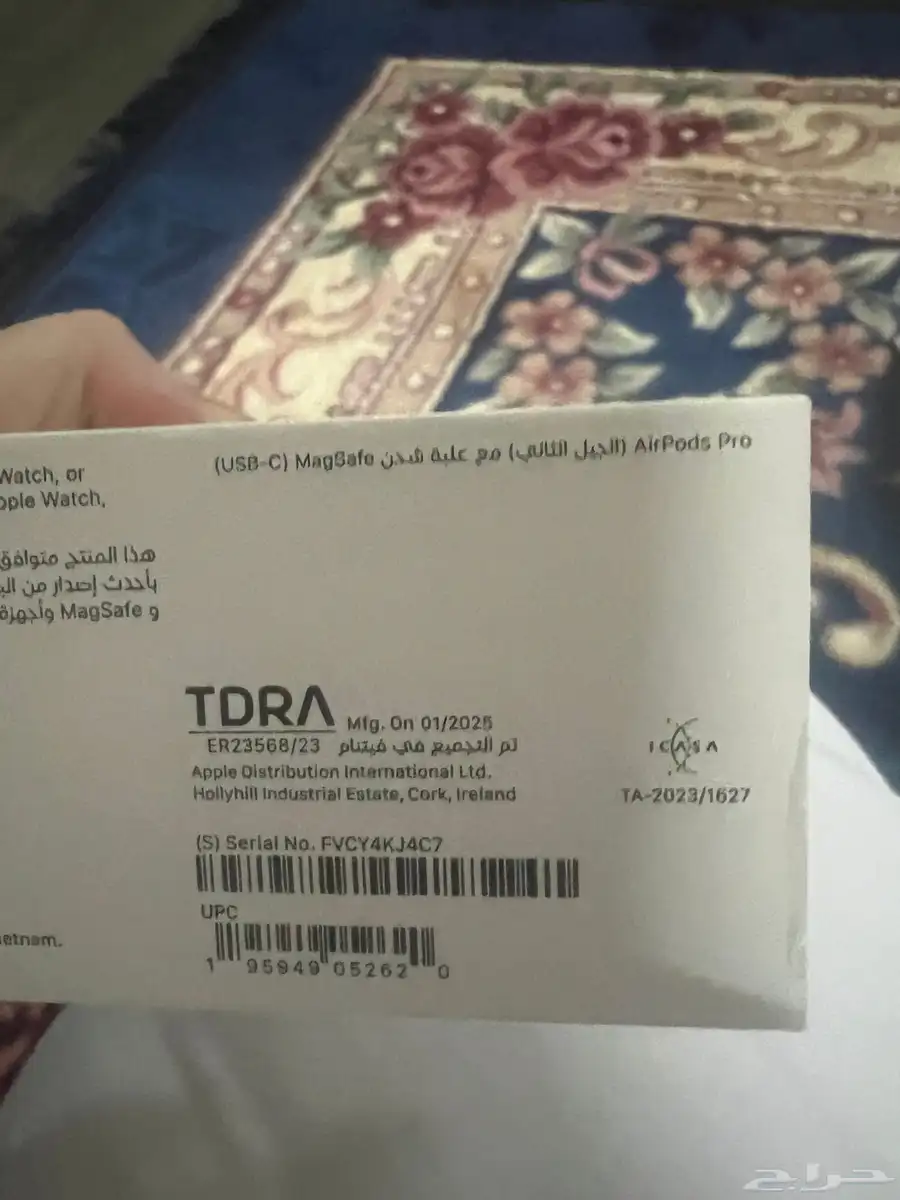 AirPods Pro (الجيل الثاني) مع علبة شحن MagSafe (USB-C)
Watch, or
pple Watch,
هذا المنتج متوافق
بأحدث إصدار من
و MagSafe وأجهزة
TDRA
Mfg. On 01/2025
ER23568/23 تم التجميع في فيتنام
Apple Distribution International Ltd.
Hollyhill Industrial Estate, Cork, Ireland
ICASA
TA-2023/1627
(S) Serial No. FVCY4KJ4C7
UPC
1 95949 05262 0
etnam.
حراج